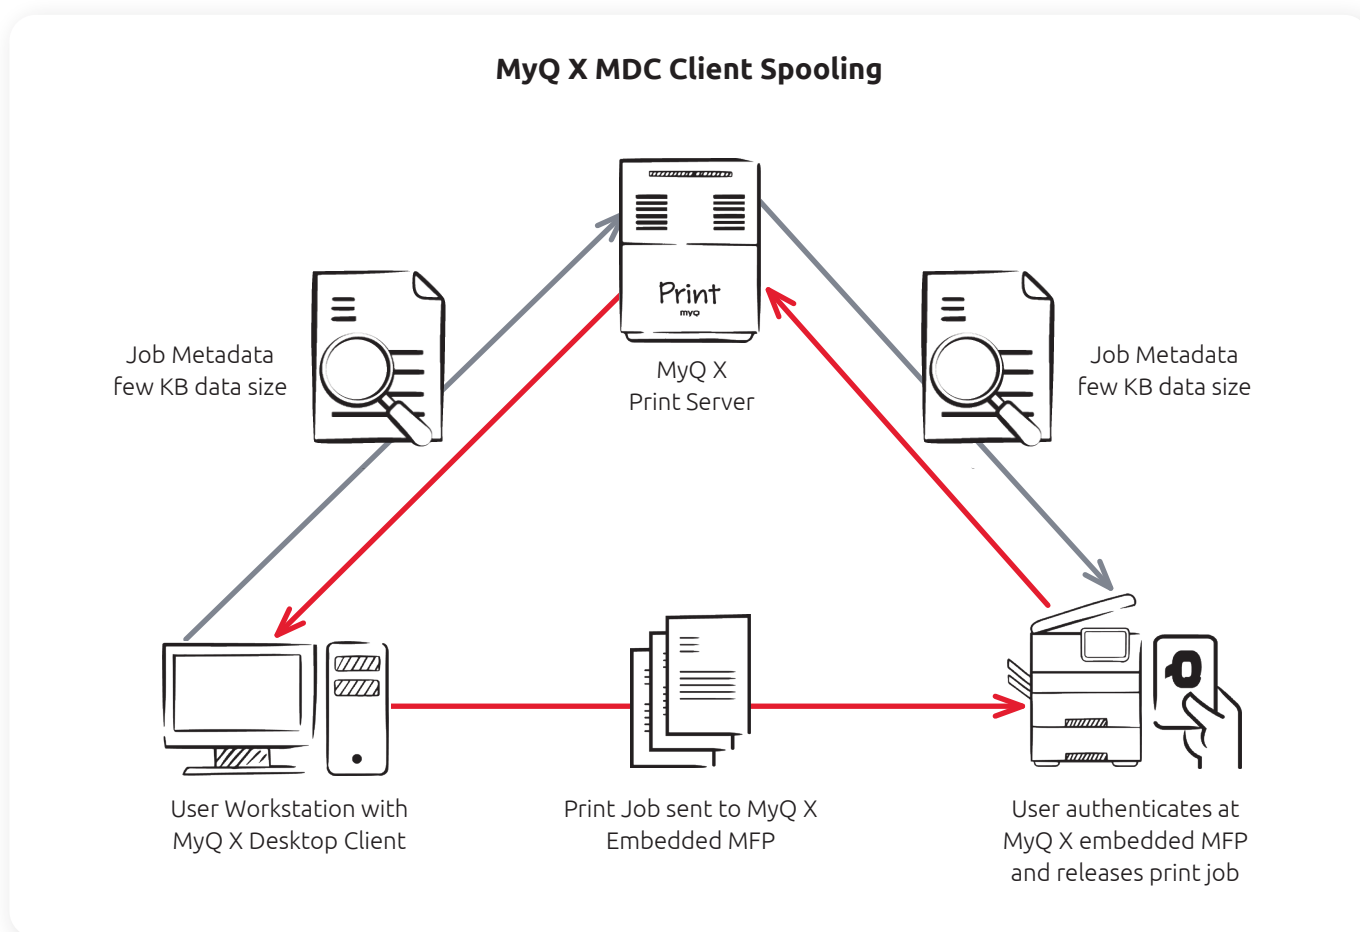 MyQ X MDC Client Spooling
Print
myQ
Job Metadata
few KB data size
MyQ X
Print Server
Job Metadata
few KB data size
Q
User Workstation with
MyQ X Desktop Client
Print Job sent to MyQ X
Embedded MFP
User authenticates at
MyQ X embedded MFP
and releases print job